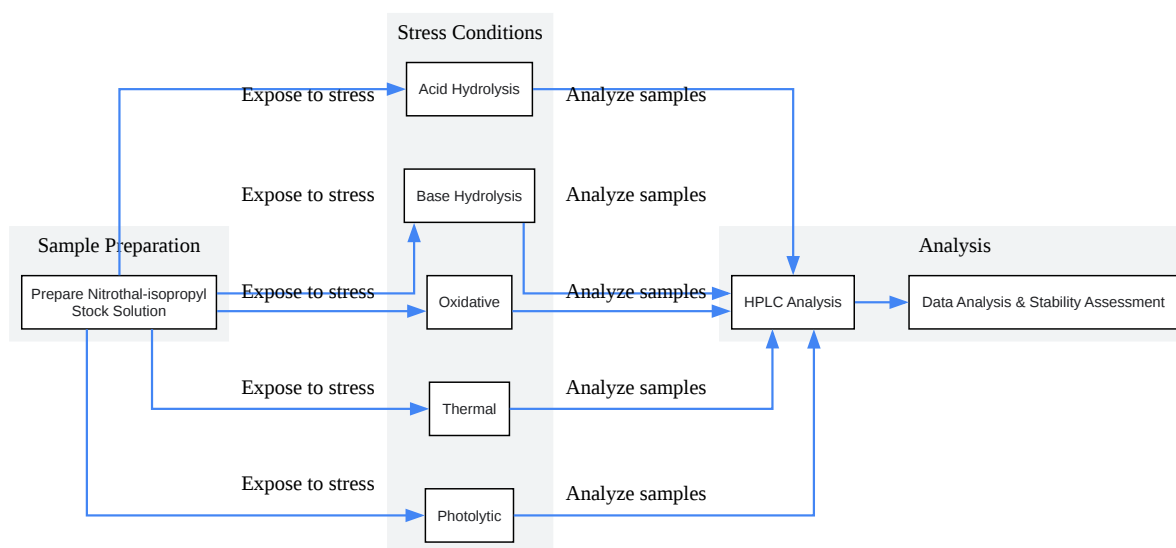 Stress Conditions
Acid Hydrolysis
Expose to stress
Analyze samples
Base Hydrolysis
Expose to stress
Analyze samples
Sample Preparation
Analysis
Prepare Nitrothal-isopropyl
Stock Solution
Expose to stress
Oxidative
Analyze samples
HPLC Analysis
Data Analysis & Stability Assessment
Expose to stress
Analyze samples
Thermal
Expose to stress
Analyze samples
Photolytic